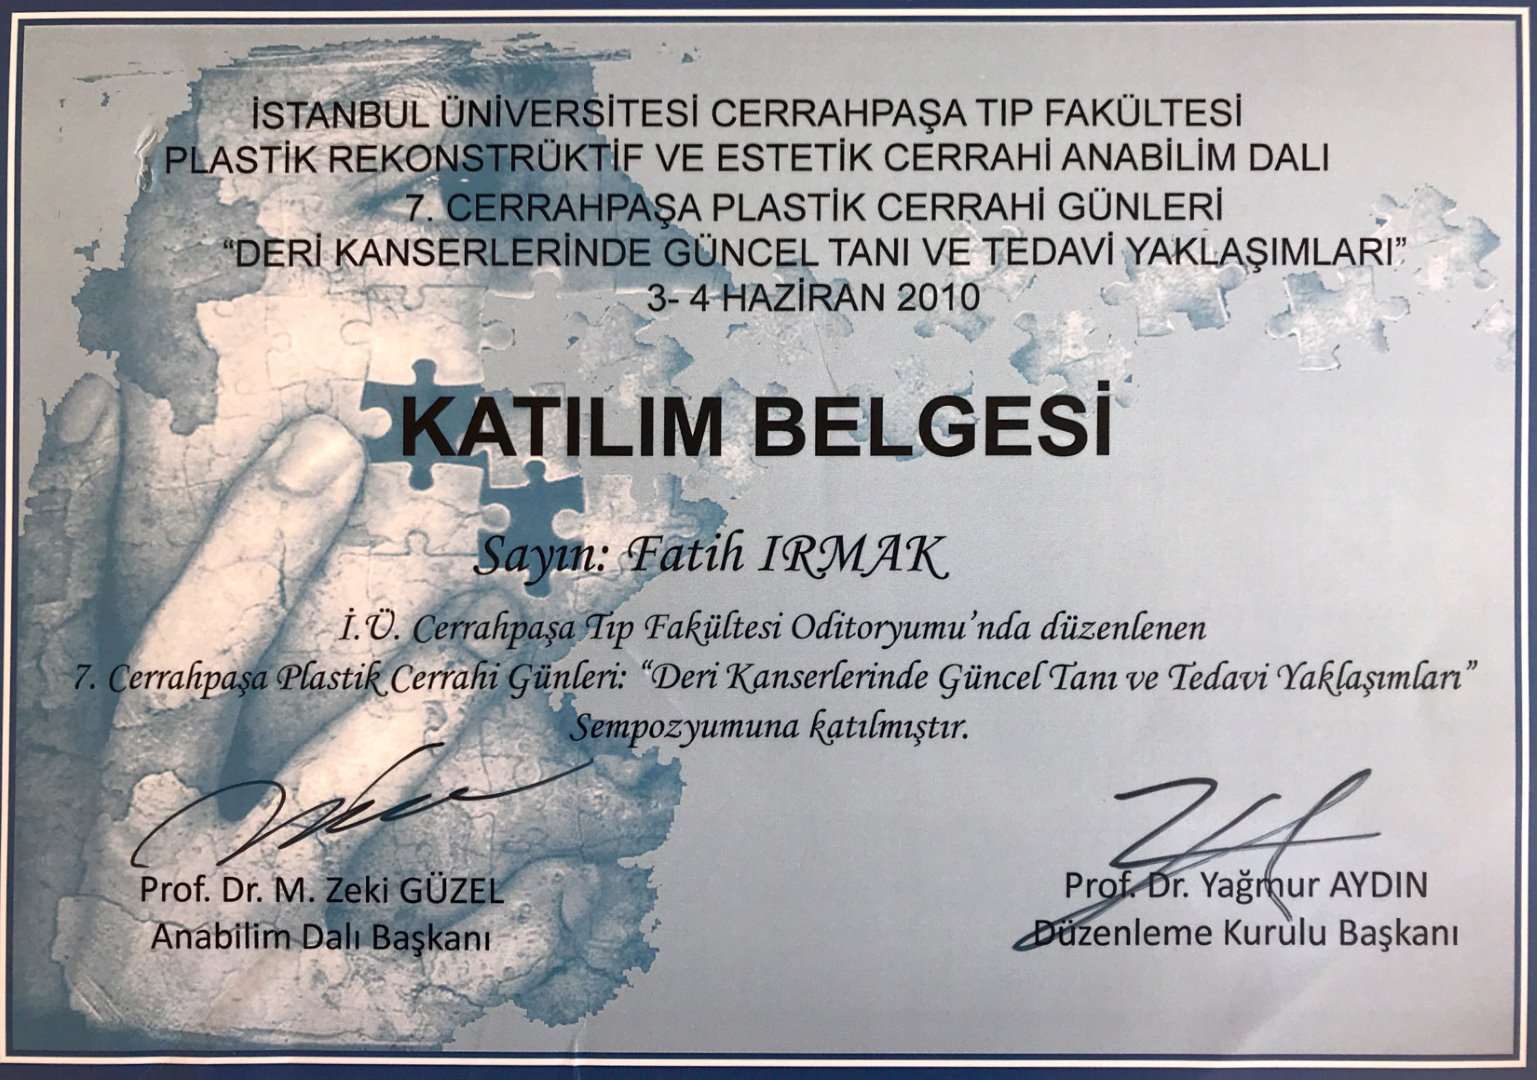 İSTANBUL ÜNİVERSİTESİ CERRAHPAŞA TIP FAKÜLTESİ
PLASTİK REKONSTRÜKTİF VE ESTETİK CERRAHİ ANABİLİM DALI
7. CERRAHPAŞA PLASTİK CERRAHİ GÜNLERİ
“DERİ KANSERLERİNDE GÜNCEL TANI VE TEDAVİ YAKLAŞIMLARI”
3- 4 HAZİRAN 2010
KATILIM BELGESİ
Sayın: Fatih IRMAK
İ.Ü. Cerrahpaşa Tıp Fakültesi Oditoryumu’nda düzenlenen
7. Cerrahpaşa Plastik Cerrahi Günleri: “Deri Kanserlerinde Güncel Tanı ve Tedavi Yaklaşımları”
Sempozyumuna katılmıştır.
Prof. Dr. M. Zeki GÜZEL
Anabilim Dalı Başkanı
Prof. Dr. Yağmur AYDIN
Düzenleme Kurulu Başkanı